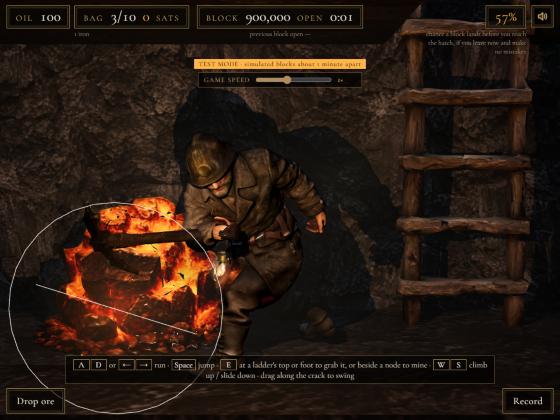 OIL 100 BAG 3/10 0 SATS BLOCK 900,000 OPEN 0:01 57%
1 iron
previous block open —
chance a block lands before you reach
the hatch, if you leave now and make
no mistakes
TEST MODE · simulated blocks about 1 minute apart
GAME SPEED 2×
A D or ← → run · Space jump · E at a ladder's top or foot to grab it, or beside a node to mine · W S climb
up / slide down · drag along the crack to swing
Drop ore
Record